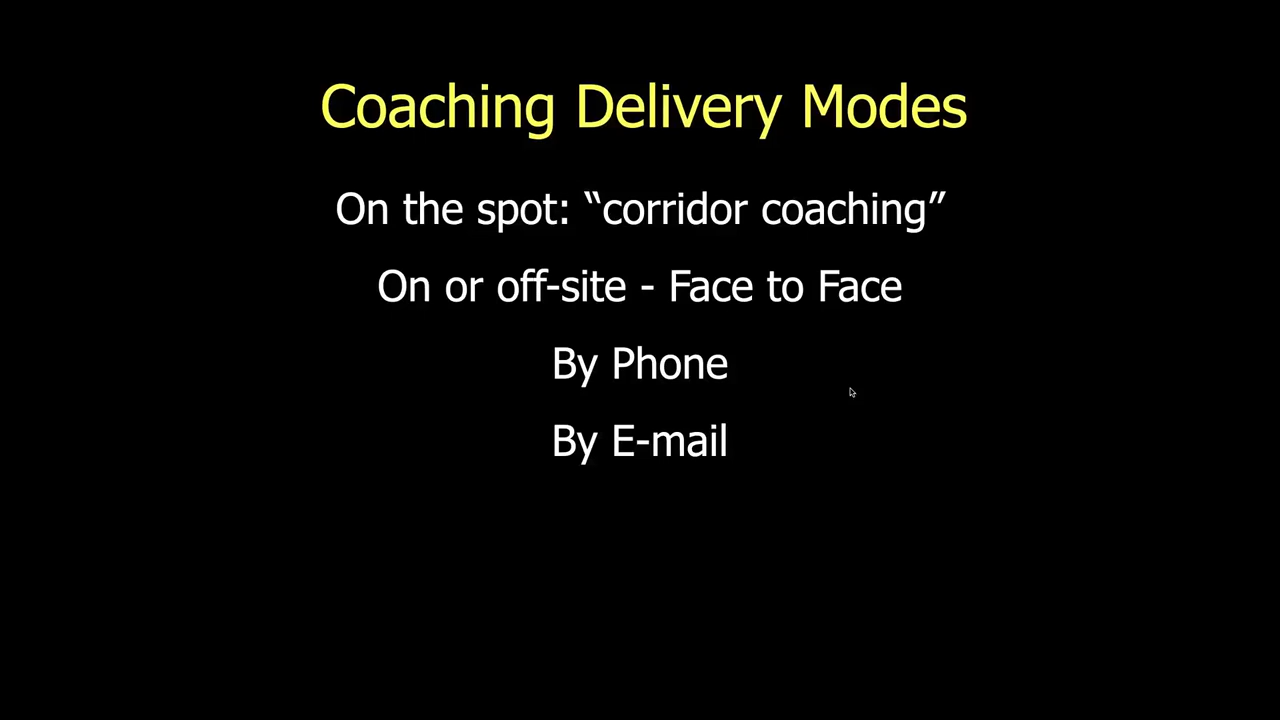 Coaching Delivery Modes
On the spot: “corridor coaching”
On or off-site - Face to Face
By Phone
By E-mail